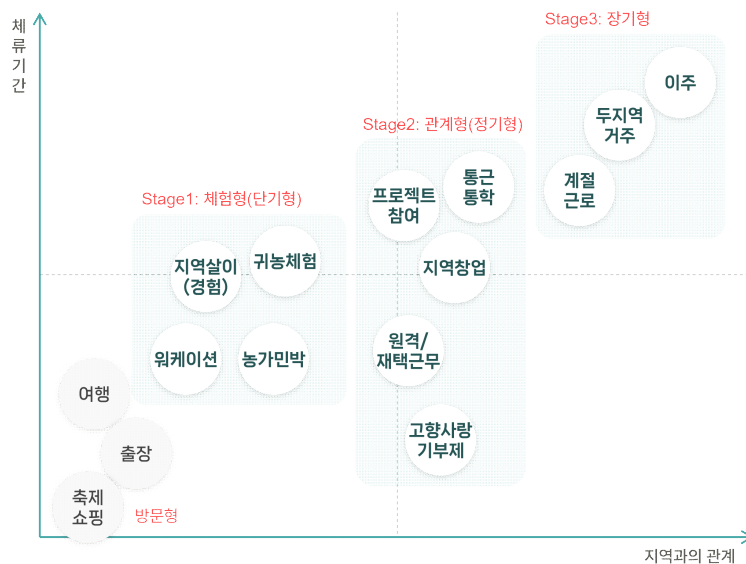 체류기간
Stage3: 장기형
이주
두지역
거주
계절
근로
Stage2: 관계형(정기형)
통근
통학
프로젝트
참여
지역창업
원격/
재택근무
고향사랑
기부제
Stage1: 체험형(단기형)
귀농체험
지역살이
(경험)
워케이션
농가민박
여행
출장
축제
쇼핑
방문형
지역과의 관계